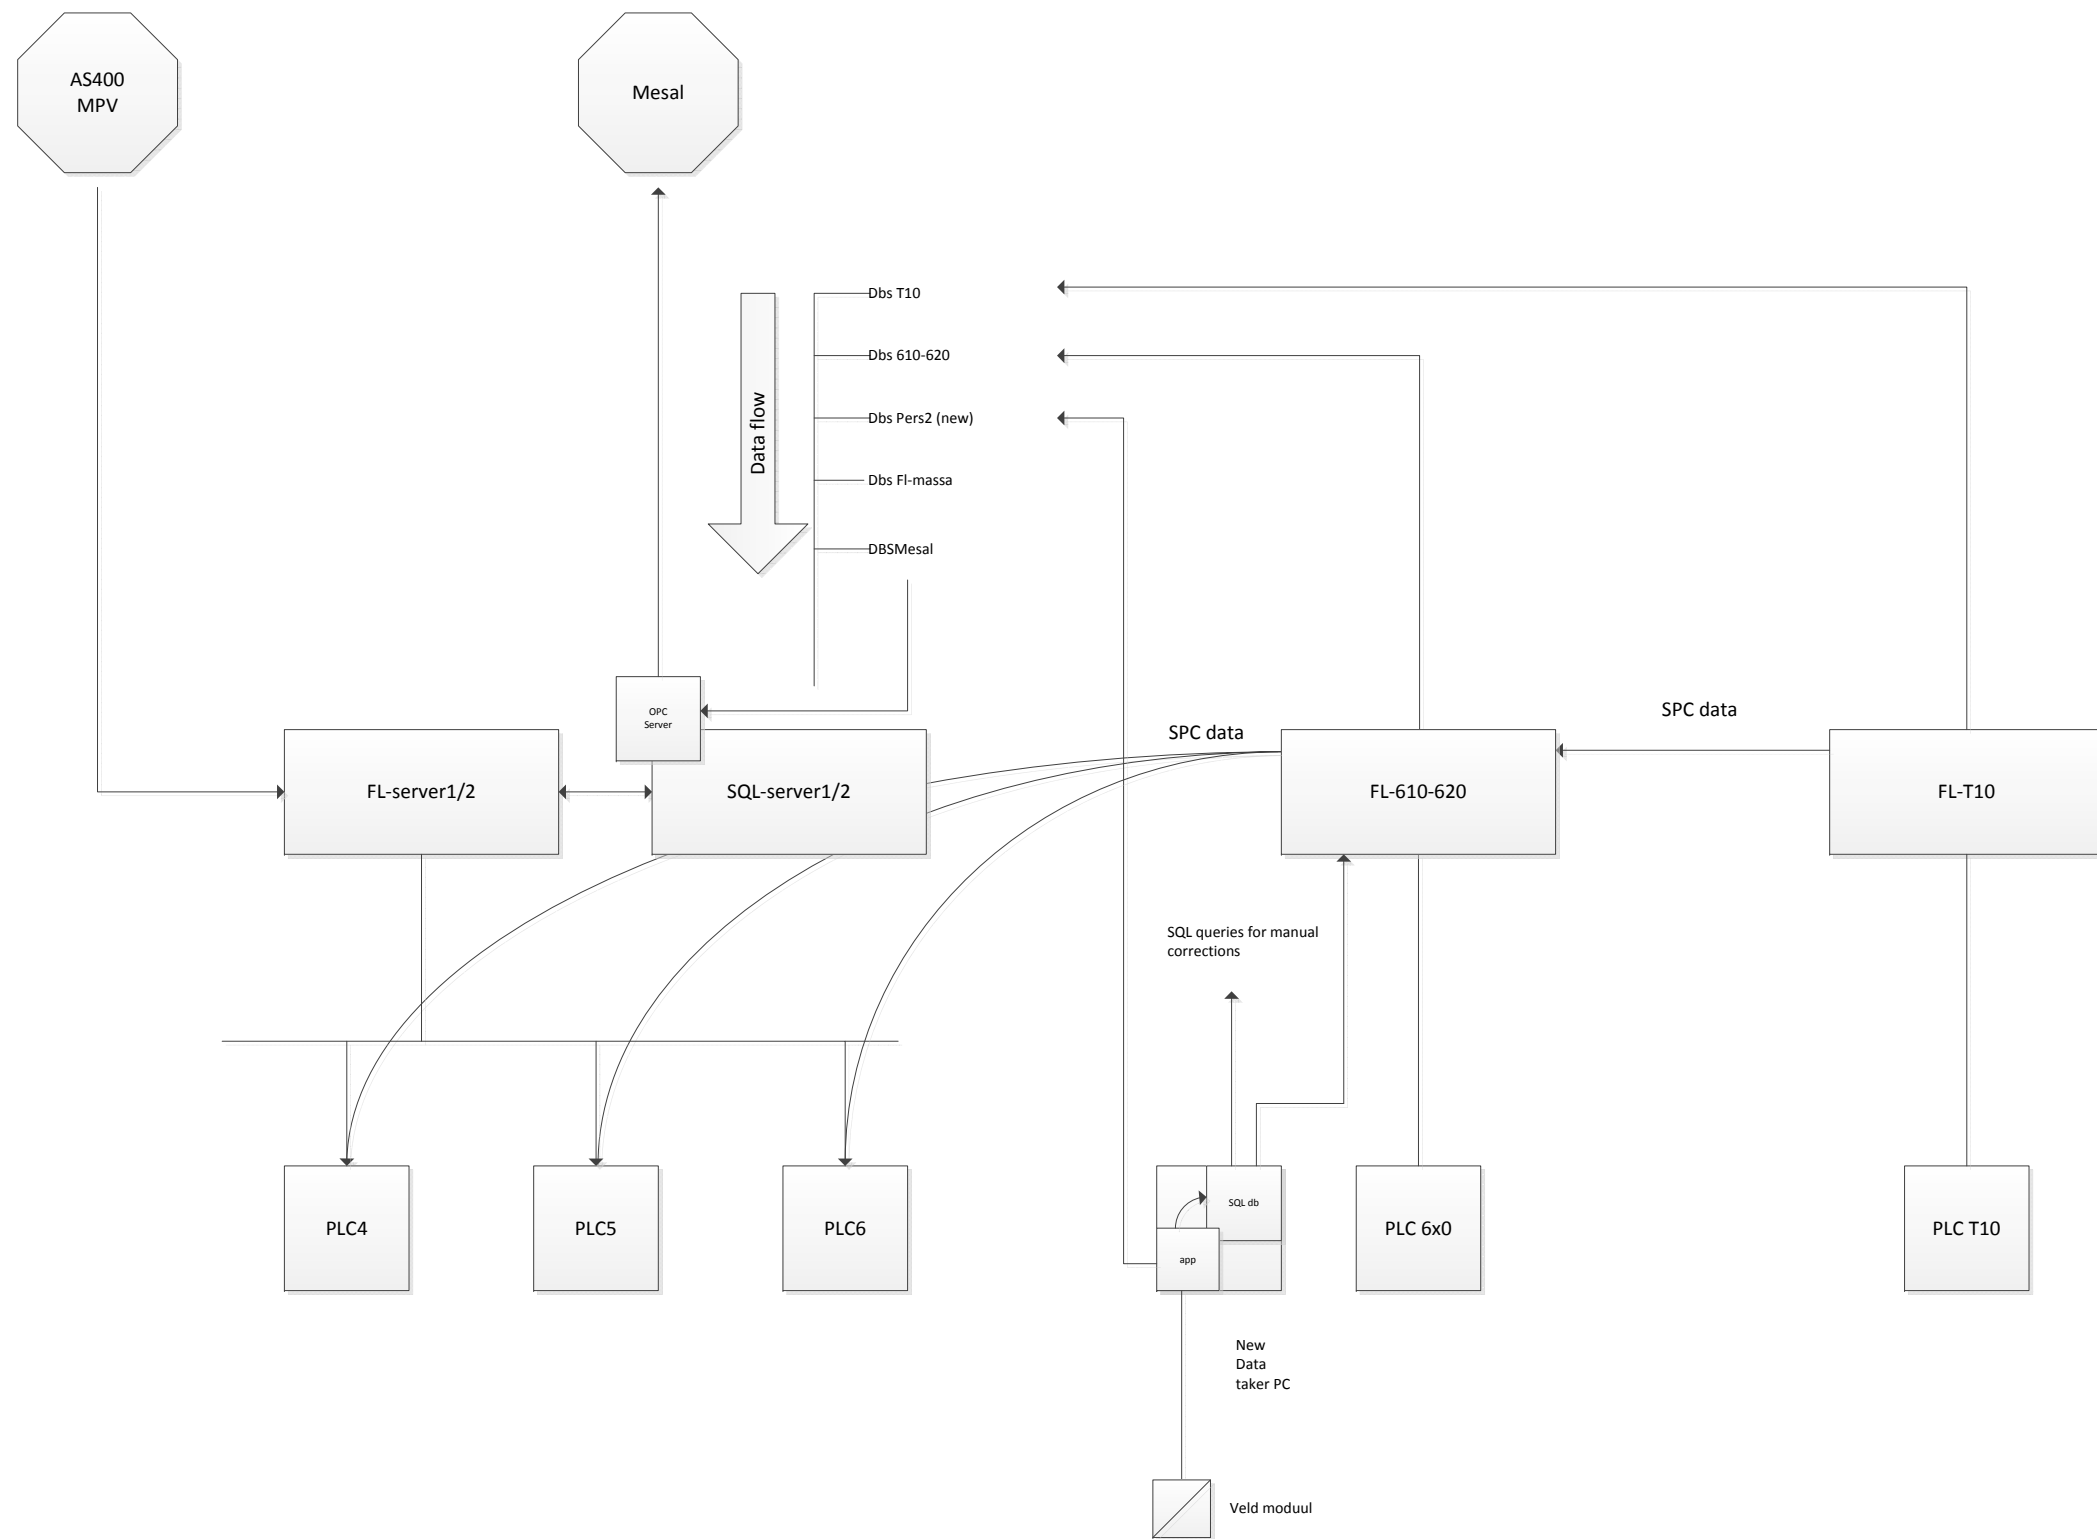 AS400
MPV
Mesal
Data flow
Dbs T10
Dbs 610-620
Dbs Pers2 (new)
Dbs Fl-massa
DBSMesal
OPC
Server
SPC data
SPC data
FL-server1/2
SQL-server1/2
FL-610-620
FL-T10
SQL queries for manual
corrections
PLC4
PLC5
PLC6
SQL db
app
PLC 6x0
PLC T10
New
Data
taker PC
Veld moduul